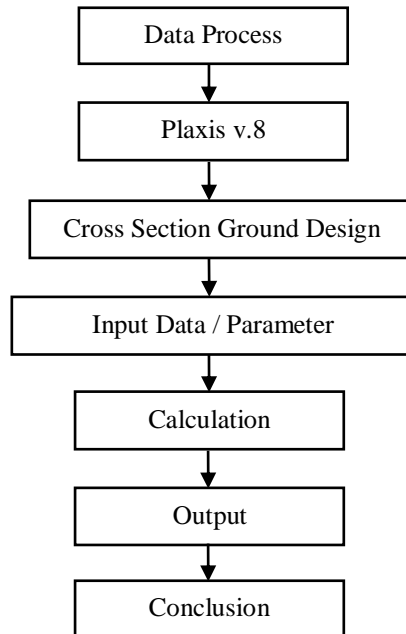 Data Process
Plaxis v.8
Cross Section Ground Design
Input Data / Parameter
Calculation
Output
Conclusion